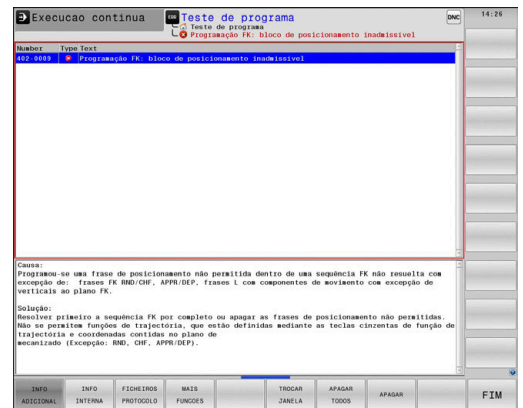 Execucao continua
EDR Teste de programa
DNC
14:26
Teste de programa
Programação FK: bloco de posicionamento inadmissivel
Number Type Text
402-0009 Programação FK: bloco de posicionamento inadmissivel
Causa:
Programou-se uma frase de posicionamento não permitida dentro de uma sequência FK não resuelta com
excepção de: frases FK RND/CHF, APPR/DEP, frases L com componentes de movimento com excepção de
verticais ao plano FK.
Solução:
Resolver primeiro a sequência FK por completo ou apagar as frases de posicionamento não permitidas.
Não se permitem funções de trajectória, que estão definidas mediante as teclas cinzentas de função de
trajectória e coordenadas contidas no plano de
mecanizado (Excepção: RND, CHF, APPR/DEP).
INFO ADICIONAL
INFO INTERNA
FICHEIROS PROTOCOLO
MAIS FUNCOES
TROCAR JANELA
APAGAR TODOS
APAGAR
FIM